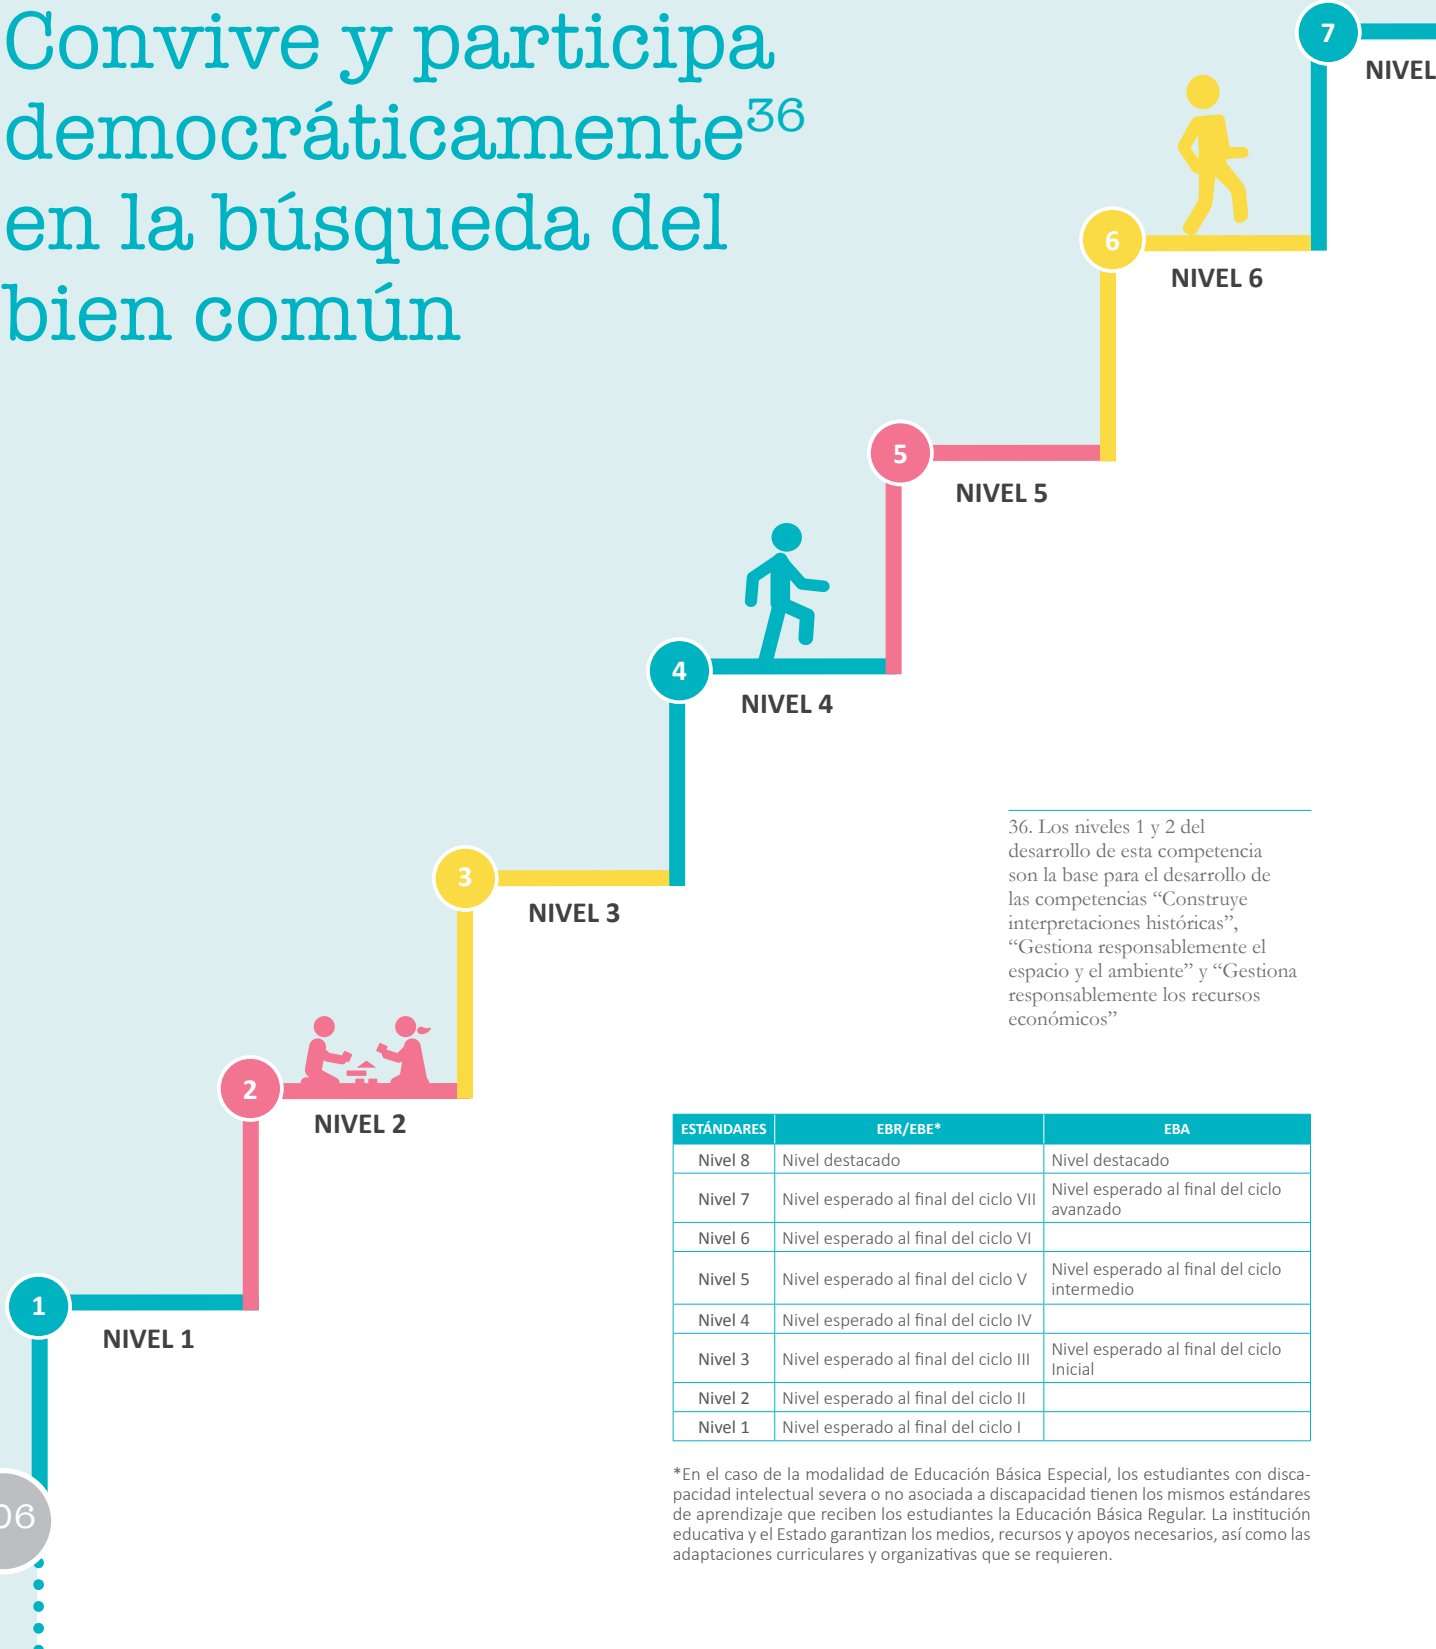 Convive y participa
democráticamente36
en la búsqueda del
bien común
7
NIVEL
6
NIVEL 6
5
NIVEL 5
4
NIVEL 4
3
NIVEL 3
2
NIVEL 2
1
NIVEL 1
36. Los niveles 1 y 2 del
desarrollo de esta competencia
son la base para el desarrollo de
las competencias “Construye
interpretaciones históricas”,
“Gestiona responsablemente el
espacio y el ambiente” y “Gestiona
responsablemente los recursos
económicos”
ESTÁNDARES EBR/EBE* EBA
Nivel 8 Nivel destacado Nivel destacado
Nivel 7 Nivel esperado al final del ciclo VII Nivel esperado al final del ciclo
avanzado
Nivel 6 Nivel esperado al final del ciclo VI
Nivel 5 Nivel esperado al final del ciclo V Nivel esperado al final del ciclo
intermedio
Nivel 4 Nivel esperado al final del ciclo IV
Nivel 3 Nivel esperado al final del ciclo III Nivel esperado al final del ciclo
Inicial
Nivel 2 Nivel esperado al final del ciclo II
Nivel 1 Nivel esperado al final del ciclo I
*En el caso de la modalidad de Educación Básica Especial, los estudiantes con disca-
pacidad intelectual severa o no asociada a discapacidad tienen los mismos estándares
de aprendizaje que reciben los estudiantes la Educación Básica Regular. La institución
educativa y el Estado garantizan los medios, recursos y apoyos necesarios, así como las
adaptaciones curriculares y organizativas que se requieren.
06